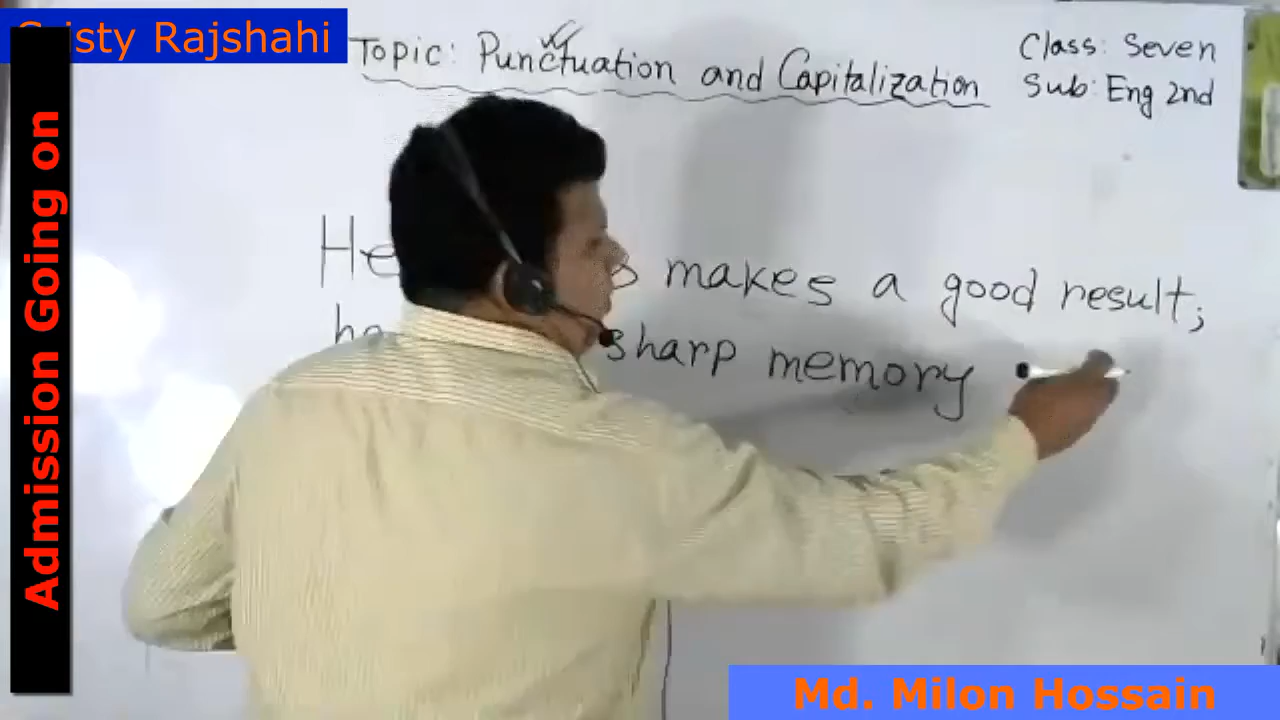 Rajshahi
Topic: Punctuation and Capitalization
Class: Seven
Sub: Eng 2nd
Admission Going on
He makes a good result;
sharp memory
Md. Milon Hossain